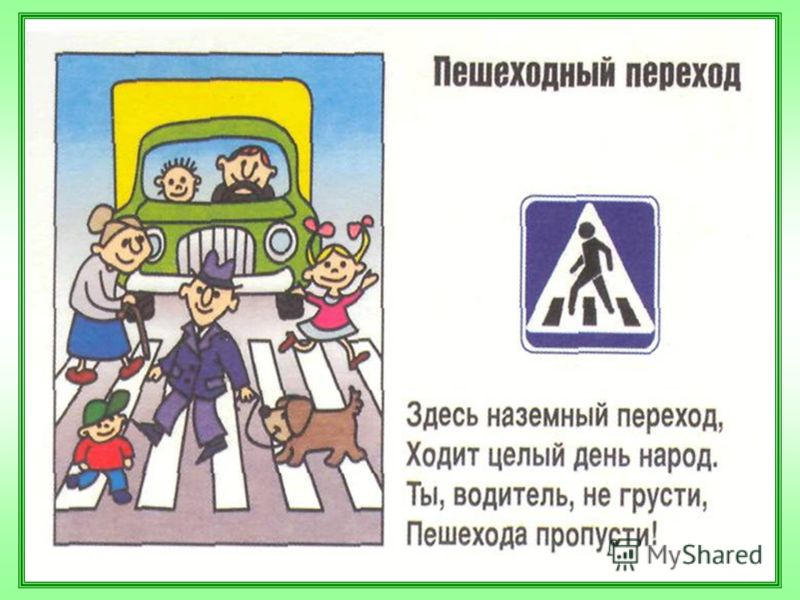 Пешеходный переход
Здесь наземный переход,
Ходит целый день народ.
Ты, водитель, не грусти,
Пешехода пропусти!
MyShared